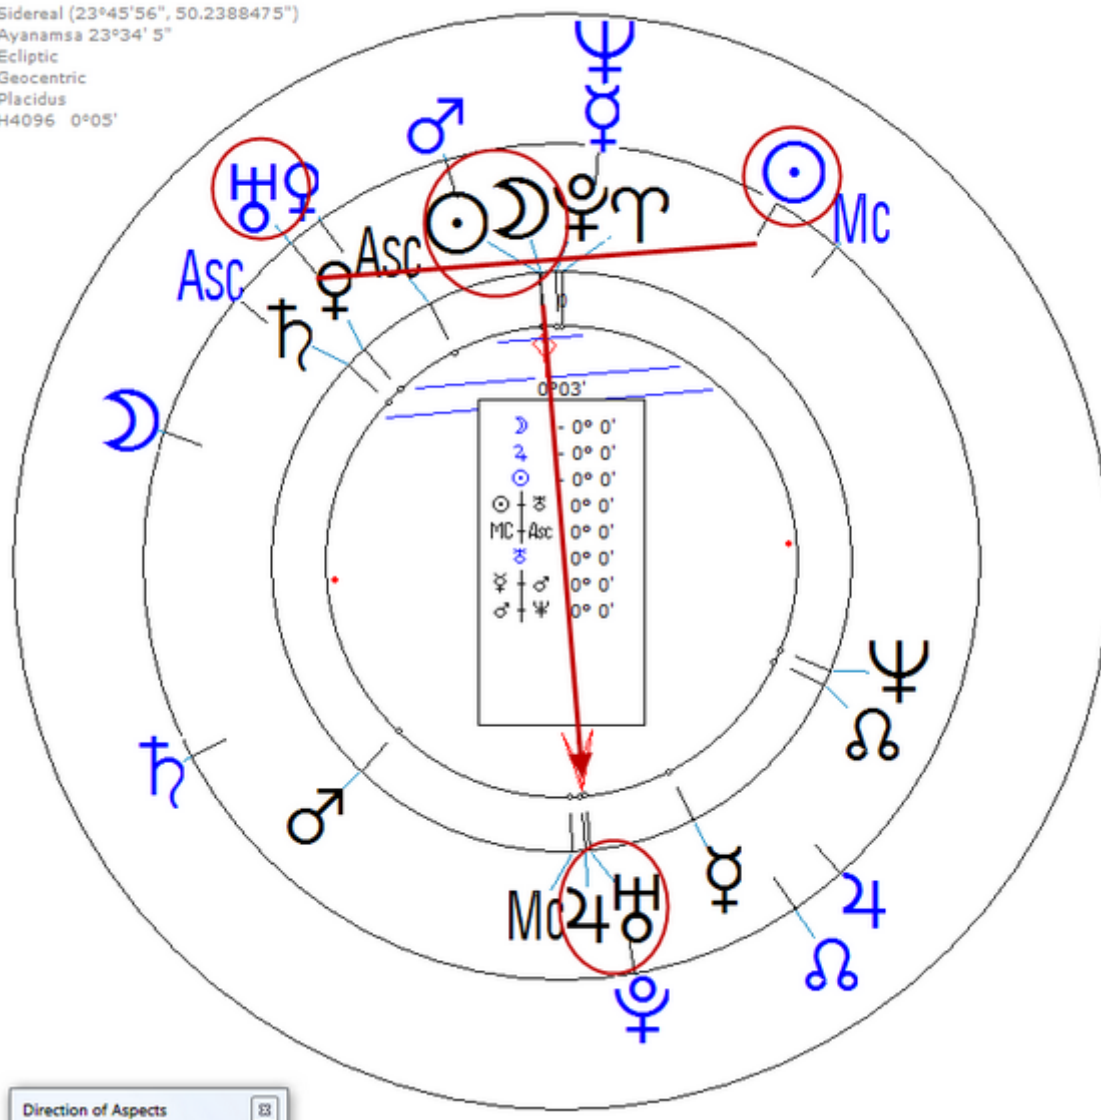 Sidereal (23°45'56", 50.2388475")
Ayanamsa 23°34' 5"
Ecliptic
Geocentric
Placidus
H4096 0°05'
♆
☿
♂
♅ ♀
☉
Mc
☉ ☽ ♇ ♈
Asc
Asc
♀
♄
☽
0°03'
☽ - 0° 0'
♃ - 0° 0'
☉ - 0° 0'
☉ + ⛢ 0° 0'
MC + Asc 0° 0'
⛢ 0° 0'
☿ + ♂ 0° 0'
♂ + ♆ 0° 0'
♆
☊
♄
♂
☿
Mc ♃ ♅
♃
☊
♇
Direction of Aspects